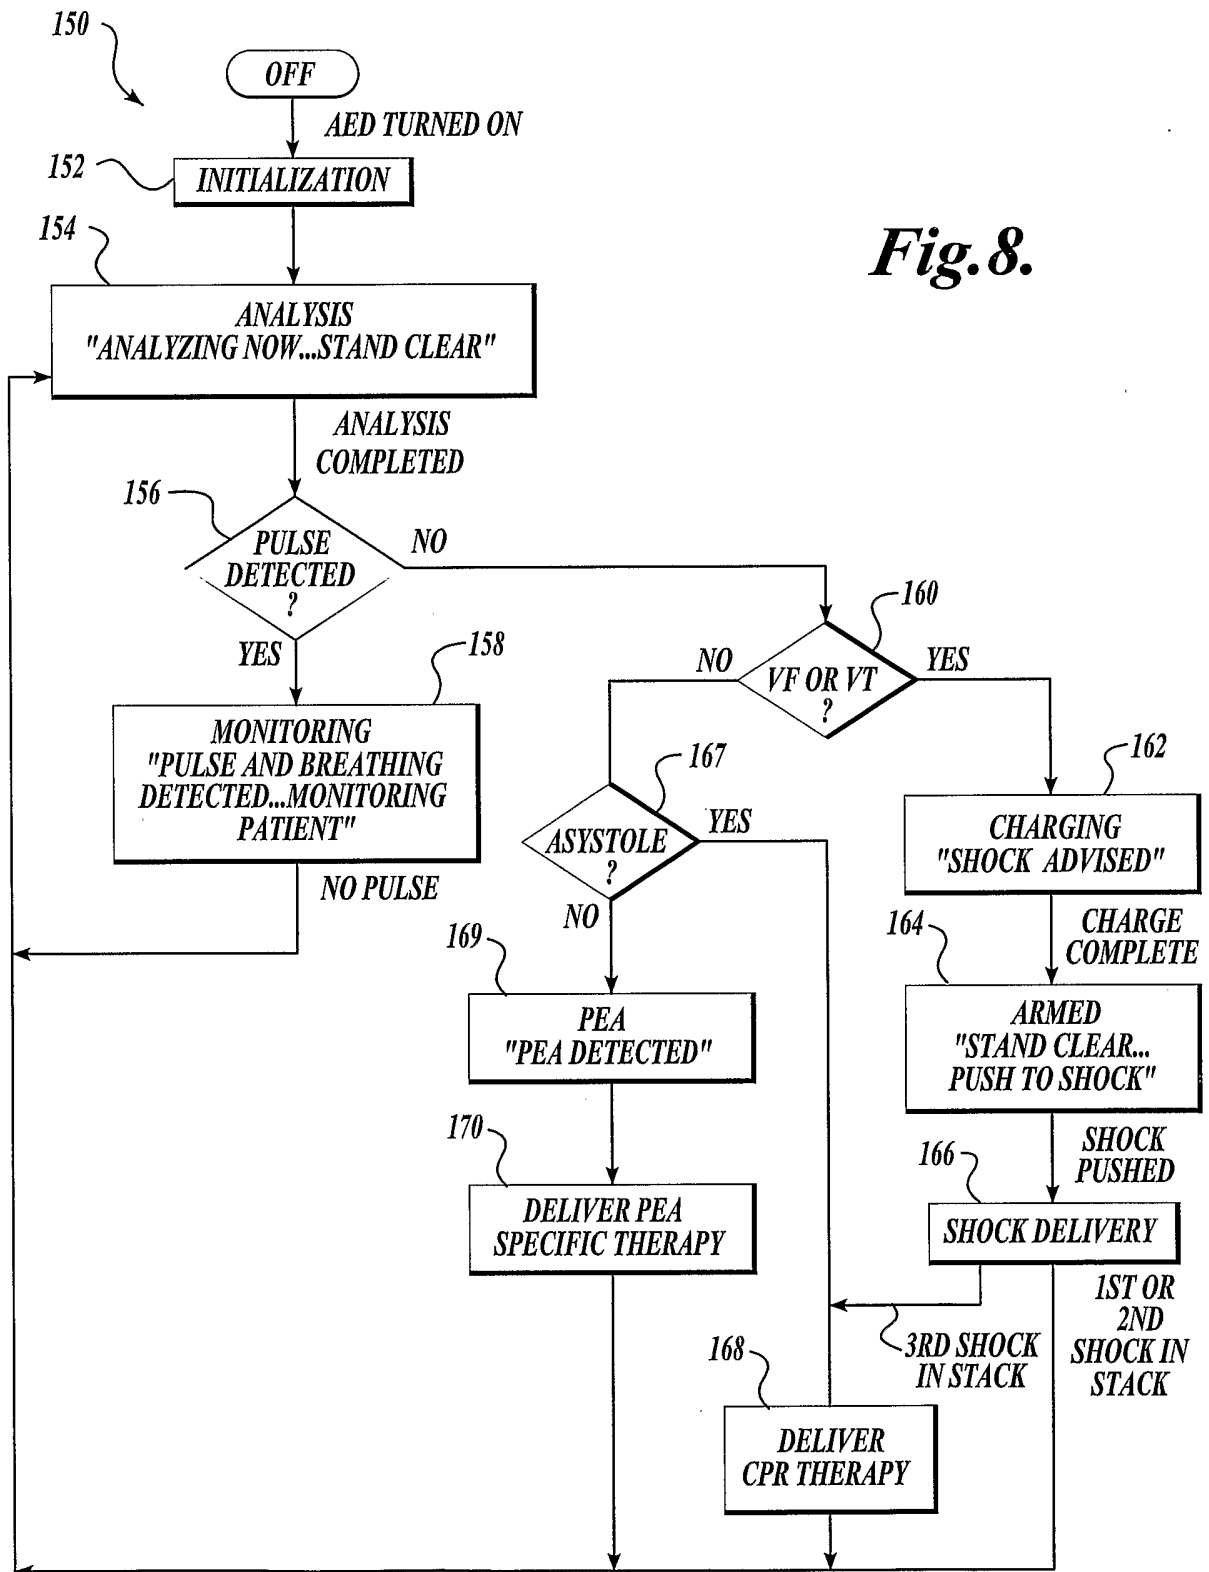 150
OFF
AED TURNED ON
152
INITIALIZATION
154
Fig.8.
ANALYSIS
"ANALYZING NOW...STAND CLEAR"
ANALYSIS
COMPLETED
156
PULSE
DETECTED
?
NO
YES
158
160
NO
VF OR VT
?
YES
MONITORING
"PULSE AND BREATHING
DETECTED...MONITORING
PATIENT"
NO PULSE
167
ASYSTOLE
?
YES
NO
162
CHARGING
"SHOCK ADVISED"
CHARGE
COMPLETE
164
169
PEA
"PEA DETECTED"
ARMED
"STAND CLEAR...
PUSH TO SHOCK"
SHOCK
PUSHED
170
DELIVER PEA
SPECIFIC THERAPY
166
SHOCK DELIVERY
1ST OR
2ND
SHOCK IN
STACK
3RD SHOCK
IN STACK
168
DELIVER
CPR THERAPY